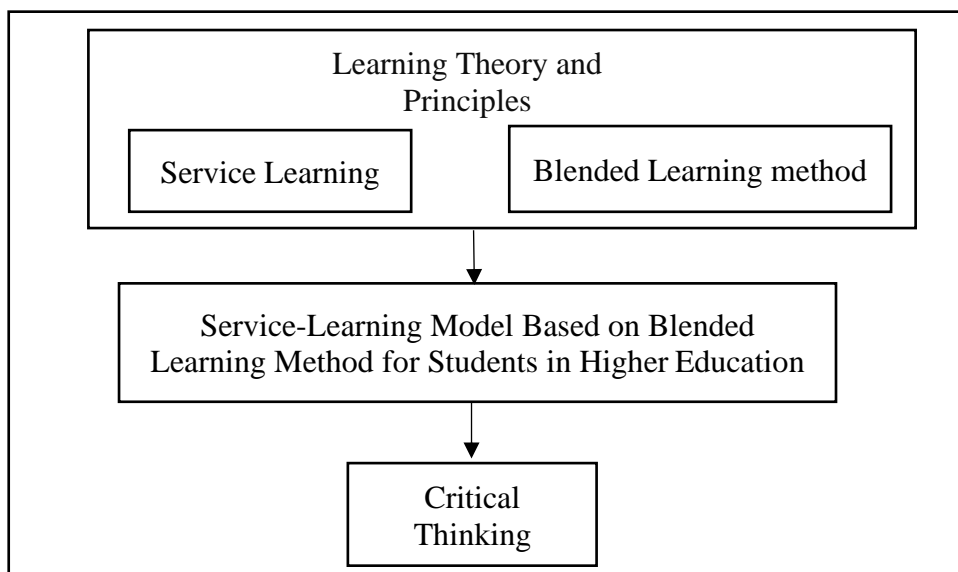 Learning Theory and
Principles
Service Learning
Blended Learning method
Service-Learning Model Based on Blended
Learning Method for Students in Higher Education
Critical
Thinking